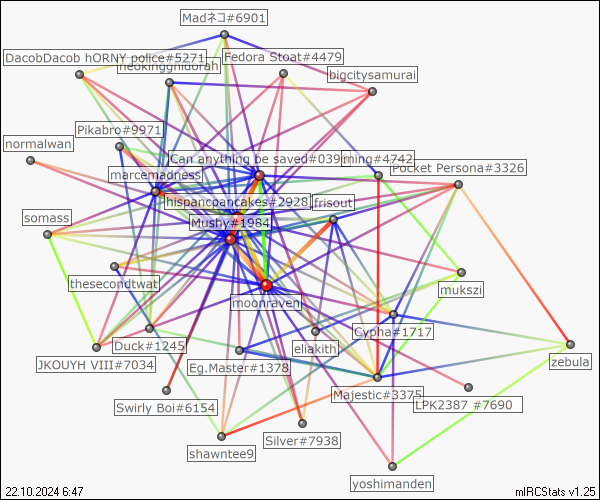 Madネコ#6901
DacobDacob hORNY police#5271
Fedora Stoat#4479
neokingghidorah
bigcitysamurai
Pikabro#9971
normalwan
Can anything be saved#039
ming#4742
Pocket Persona#3326
marcemadness
hispancpancakes#2928
frisout
somass
Mushy#1984
thesecondtwat
mukszi
moonraven
Cypha#1717
Duck#1245
eliakith
JKOUYH VIII#7034
Eg.Master#1378
zebula
Majestic#3375
Swirly Boi#6154
LPK2387 #7690
Silver#7938
shawntee9
yoshimanden
22.10.2024 6:47
mIRCStats v1.25